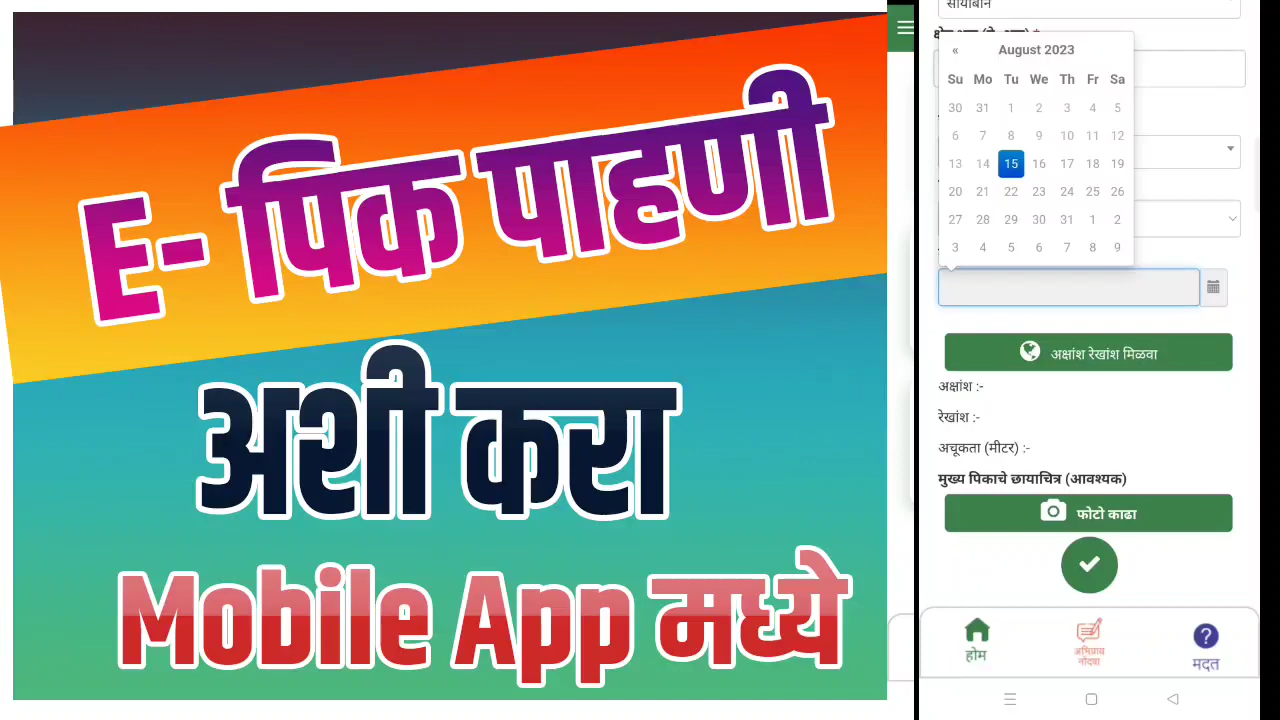 E- पिक पाहणी
अशी करा
Mobile App मध्ये
सोयाबीन
« August 2023
Su Mo Tu We Th Fr Sa
30 31 1 2 3 4 5
6 7 8 9 10 11 12
13 14 15 16 17 18 19
20 21 22 23 24 25 26
27 28 29 30 31 1 2
3 4 5 6 7 8 9
अक्षांश रेखांश मिळवा
अक्षांश :-
रेखांश :-
अचूकता (मीटर) :-
मुख्य पिकाचे छायाचित्र (आवश्यक)
फोटो काढा
होम
अभिप्राय
नोंदवा
मदत